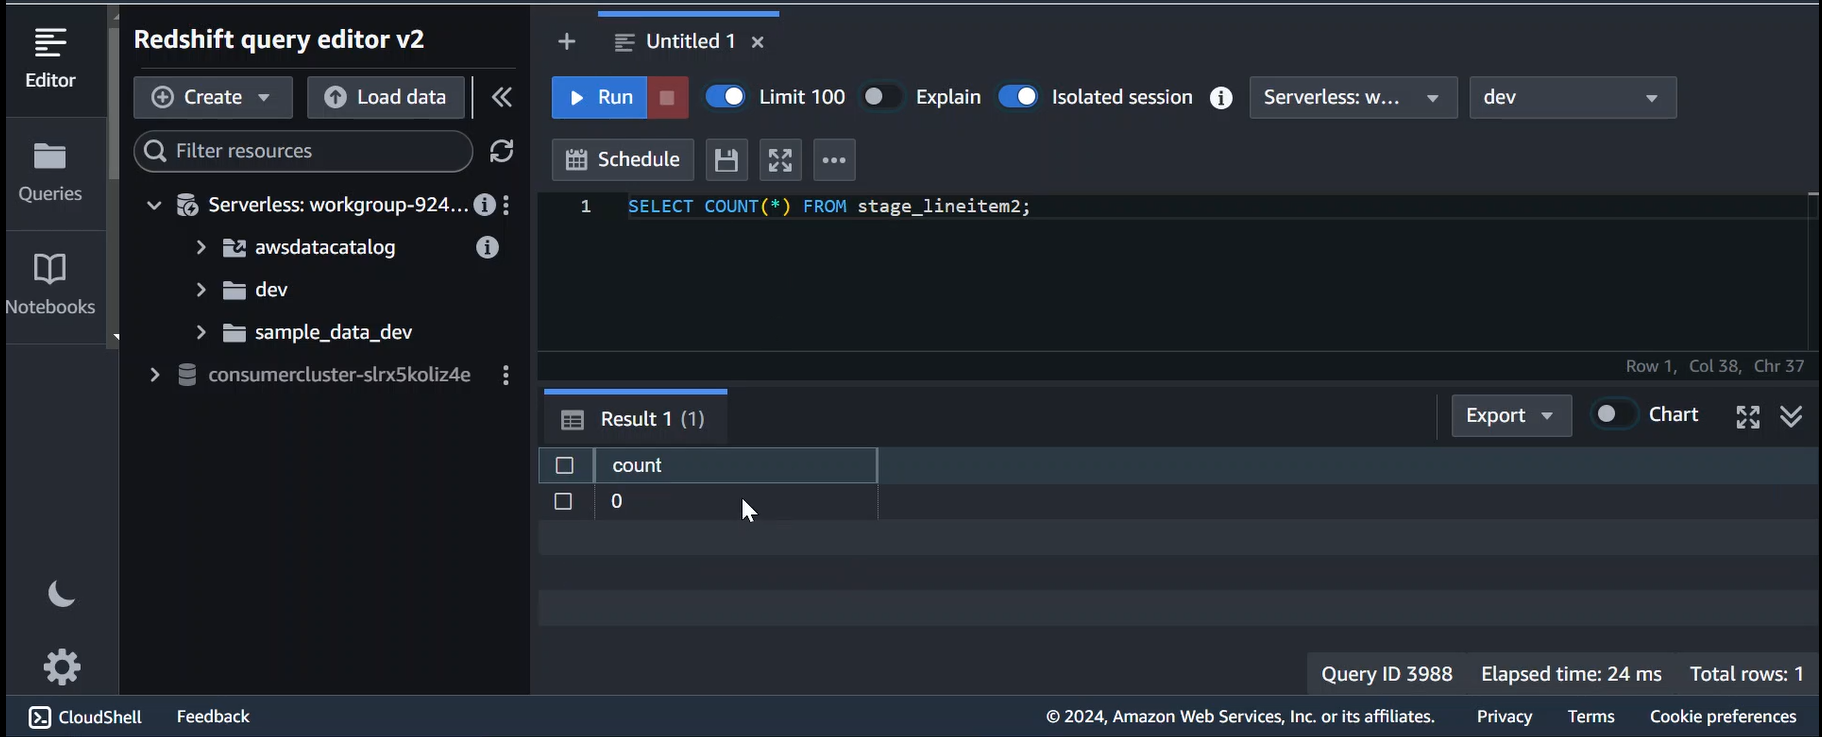 Editor
Queries
Notebooks
Redshift query editor v2
Create
Load data
Filter resources
Serverless: workgroup-924...
awsdatacatalog
dev
sample_data_dev
consumercluster-slrx5koliz4e
Untitled 1
Run
Limit 100
Explain
Isolated session
Serverless: w...
dev
Schedule
1 SELECT COUNT(*) FROM stage_lineitem2;
Row 1, Col 38, Chr 37
Result 1 (1)
Export
Chart
count
0
Query ID 3988 Elapsed time: 24 ms Total rows: 1
CloudShell Feedback © 2024, Amazon Web Services, Inc. or its affiliates. Privacy Terms Cookie preferences